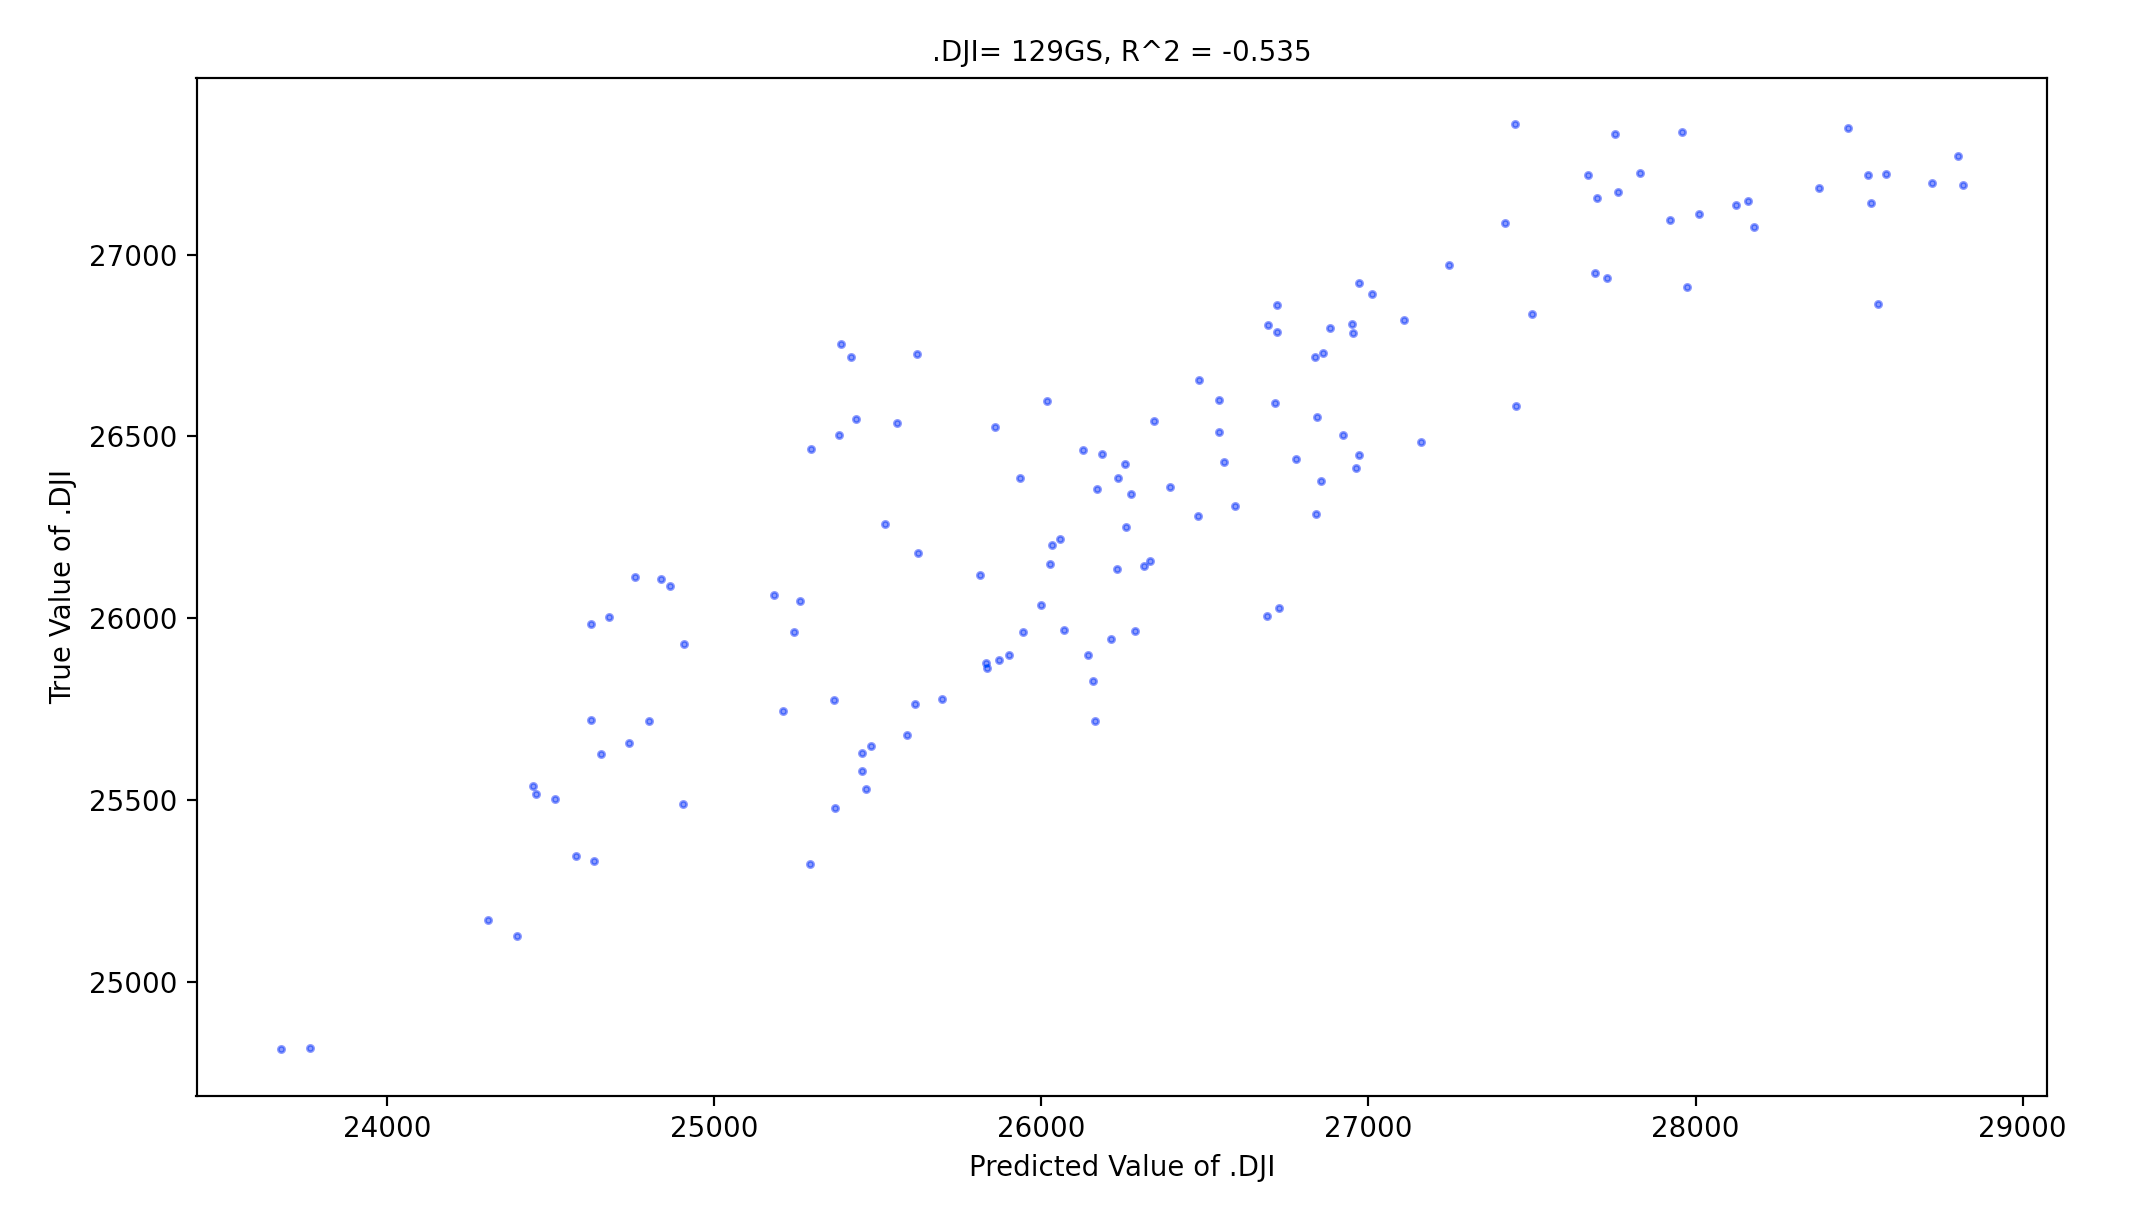 .DJI= 129GS, R^2 = -0.535
True Value of .DJI
27000
26500
26000
25500
25000
24000 25000 26000 27000 28000 29000
Predicted Value of .DJI